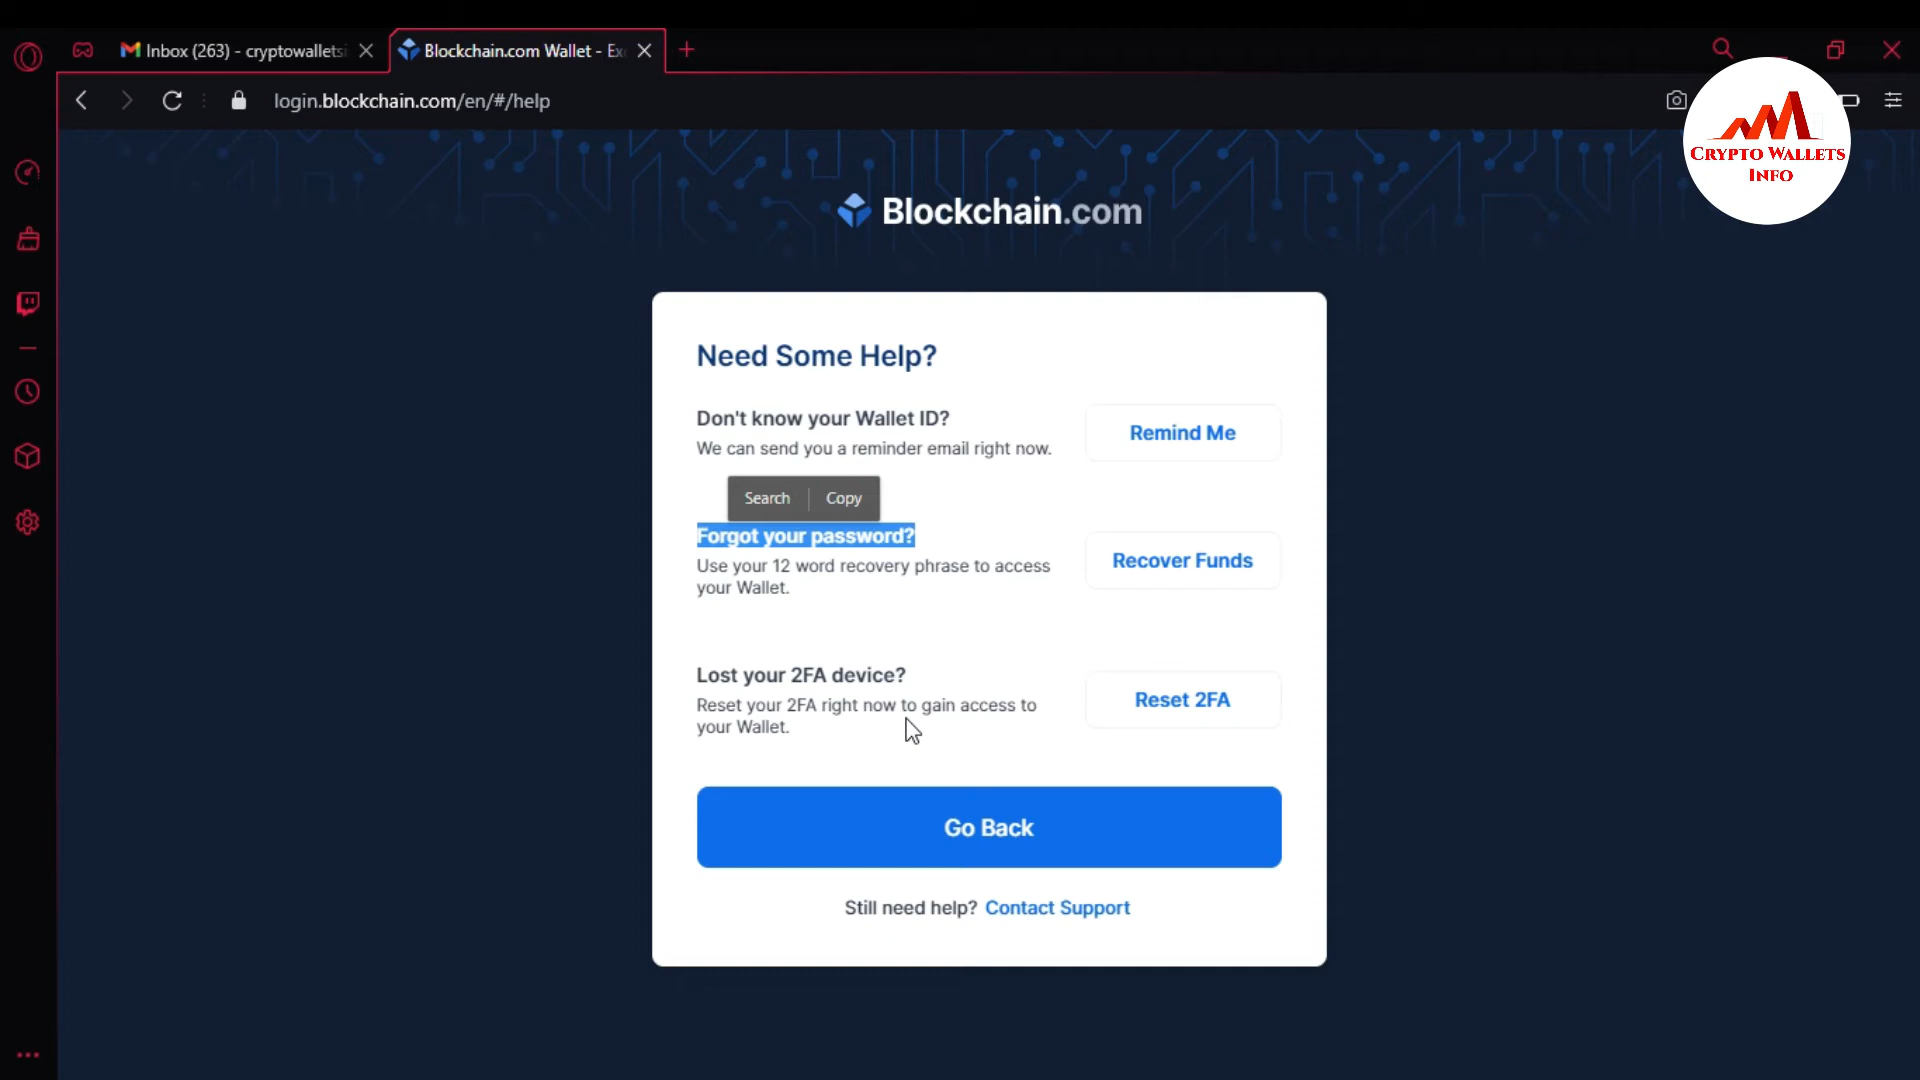 Inbox (263) - cryptowallets
Blockchain.com Wallet - Ex
login.blockchain.com/en/#/help
CRYPTO WALLETS
INFO
Blockchain.com
Need Some Help?
Don't know your Wallet ID?
We can send you a reminder email right now.
Remind Me
Search
Copy
Forgot your password?
Use your 12 word recovery phrase to access
your Wallet.
Recover Funds
Lost your 2FA device?
Reset your 2FA right now to gain access to
your Wallet.
Reset 2FA
Go Back
Still need help? Contact Support